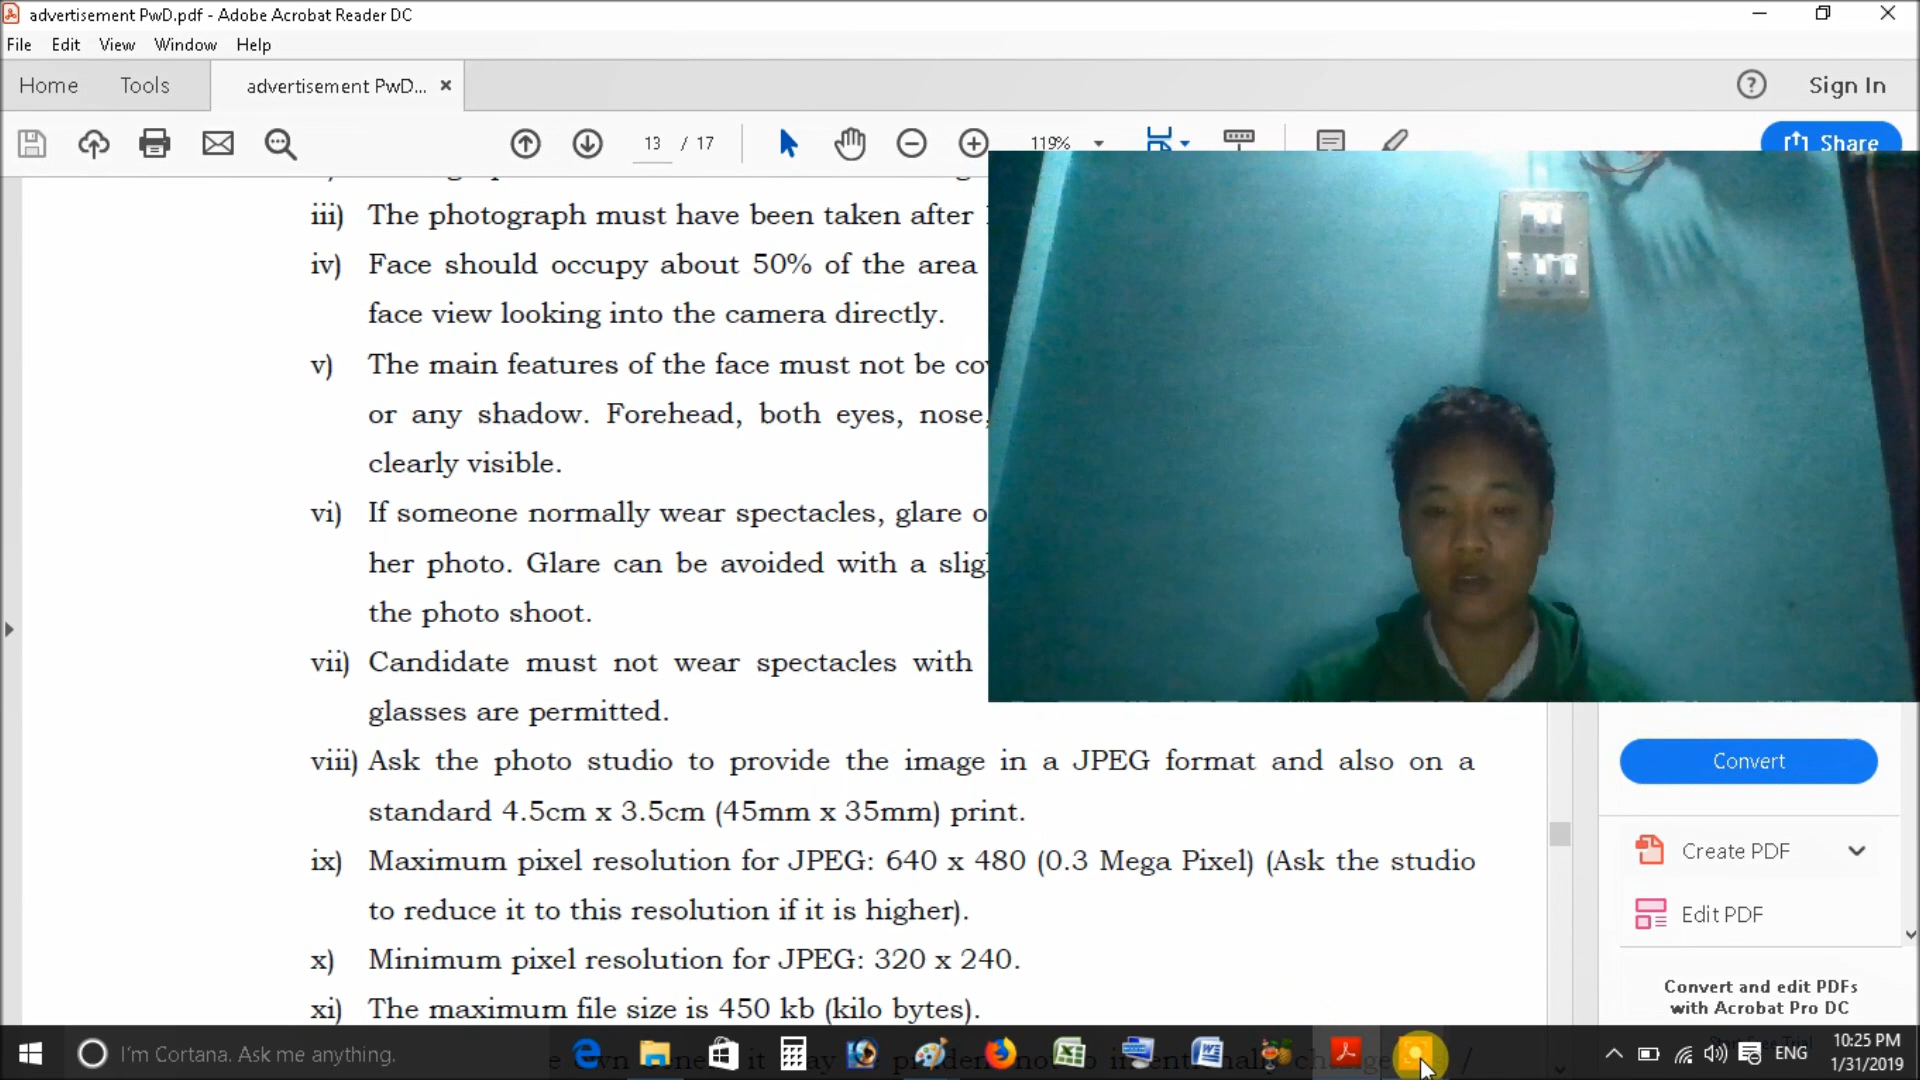 advertisement PwD.pdf - Adobe Acrobat Reader DC
File Edit View Window Help
Home Tools advertisement PwD... × Sign In
13 / 17 119% Share
iii) The photograph must have been taken after
iv) Face should occupy about 50% of the area
face view looking into the camera directly.
v) The main features of the face must not be co
or any shadow. Forehead, both eyes, nose,
clearly visible.
vi) If someone normally wear spectacles, glare o
her photo. Glare can be avoided with a slig
the photo shoot.
vii) Candidate must not wear spectacles with
glasses are permitted.
viii) Ask the photo studio to provide the image in a JPEG format and also on a
standard 4.5cm x 3.5cm (45mm x 35mm) print.
ix) Maximum pixel resolution for JPEG: 640 x 480 (0.3 Mega Pixel) (Ask the studio
to reduce it to this resolution if it is higher).
x) Minimum pixel resolution for JPEG: 320 x 240.
xi) The maximum file size is 450 kb (kilo bytes).
Convert
Create PDF
Edit PDF
Convert and edit PDFs
with Acrobat Pro DC
I'm Cortana. Ask me anything.
ENG
10:25 PM
1/31/2019